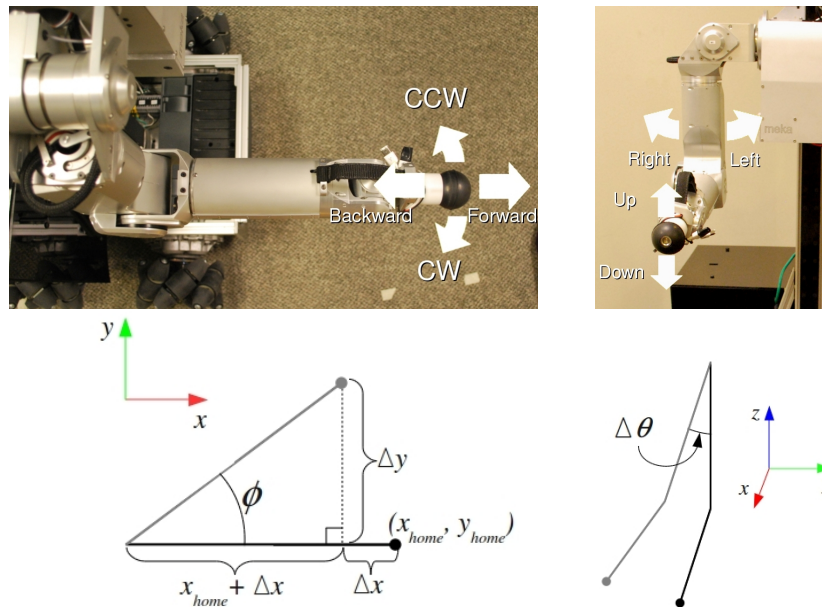 CCW
Backward
Forward
CW
Right
Left
meka
Up
Down
y
x
Δy
ϕ
(x_home, y_home)
x_home + Δx
Δx
Δθ
z
x